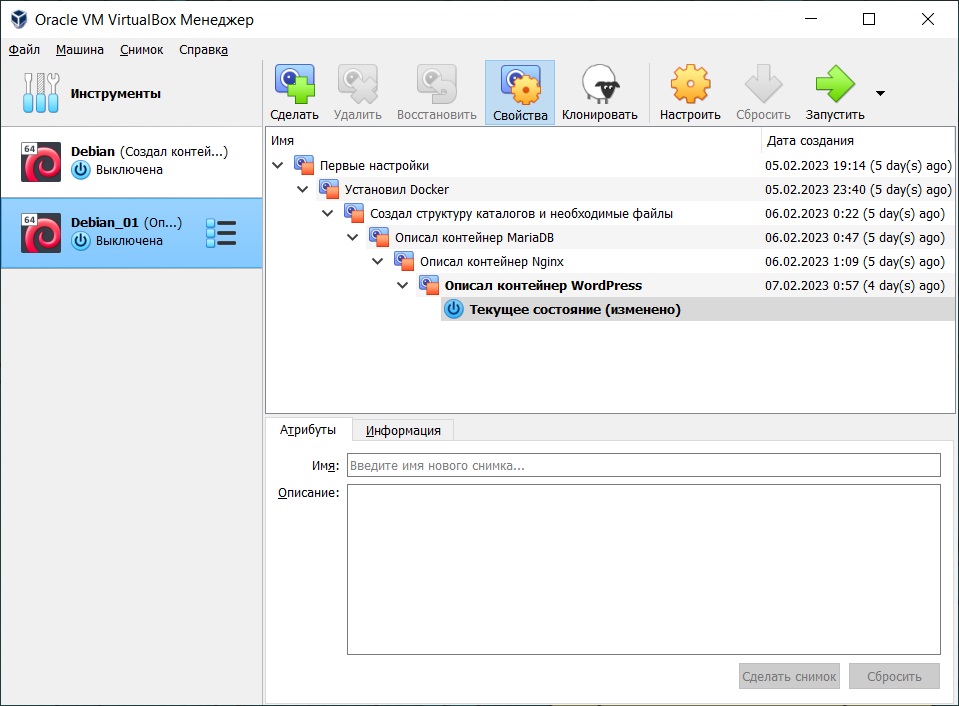 Oracle VM VirtualBox Менеджер
Файл Машина Снимок Справка
Инструменты
Сделать Удалить Восстановить Свойства Клонировать Настроить Сбросить Запустить
64 Debian (Создал контей...)
Выключена
64 Debian_01 (Оп...)
Выключена
Имя Дата создания
Первые настройки 05.02.2023 19:14 (5 day(s) ago)
Установил Docker 05.02.2023 23:40 (5 day(s) ago)
Создал структуру каталогов и необходимые файлы 06.02.2023 0:22 (5 day(s) ago)
Описал контейнер MariaDB 06.02.2023 0:47 (5 day(s) ago)
Описал контейнер Nginx 06.02.2023 1:09 (5 day(s) ago)
Описал контейнер WordPress 07.02.2023 0:57 (4 day(s) ago)
Текущее состояние (изменено)
Атрибуты Информация
Имя: Введите имя нового снимка...
Описание:
Сделать снимок Сбросить